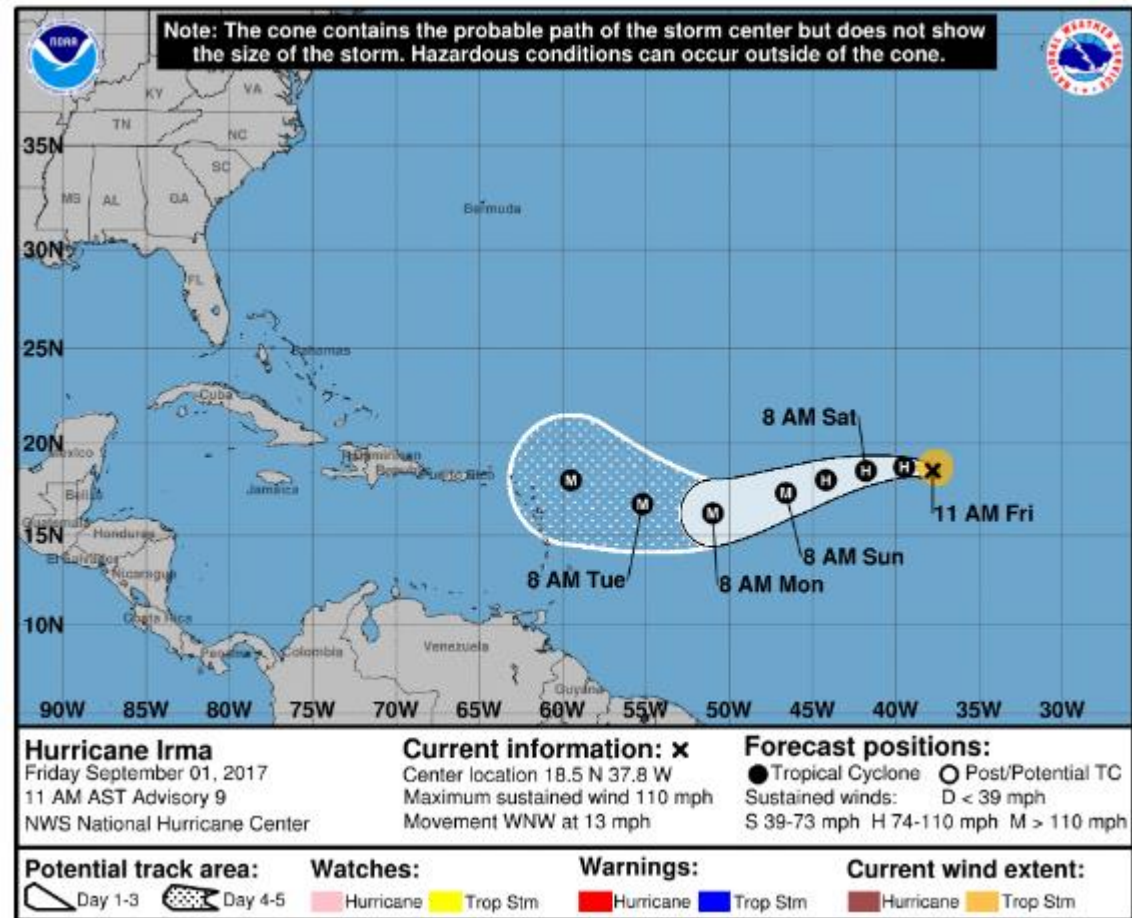 Note: The cone contains the probable path of the storm center but does not show
the size of the storm. Hazardous conditions can occur outside of the cone.
NOAA
NATIONAL WEATHER SERVICE
KY
VA
TN
NC
35N
SC
MS
AL
GA
Bermuda
30N
FL
25N
Bahamas
Cuba
8 AM Sat
20N
Mexico
Dominican
Puerto Rico
M
H
H
H
X
Jamaica
Belize
M
M
M
11 AM Fri
15N
Guatemala
Honduras
El Salvador
8 AM Sun
8 AM Tue
8 AM Mon
Nicaragua
10N
Costa Rica
Panama
Colombia
Venezuela
Guyana
90W 85W 80W 75W 70W 65W 60W 55W 50W 45W 40W 35W 30W
Hurricane Irma
Friday September 01, 2017
11 AM AST Advisory 9
NWS National Hurricane Center
Current information: x
Center location 18.5 N 37.8 W
Maximum sustained wind 110 mph
Movement WNW at 13 mph
Forecast positions:
Tropical Cyclone Post/Potential TC
Sustained winds: D < 39 mph
S 39-73 mph H 74-110 mph M > 110 mph
Potential track area:
Day 1-3 Day 4-5
Watches:
Hurricane Trop Stm
Warnings:
Hurricane Trop Stm
Current wind extent:
Hurricane Trop Stm